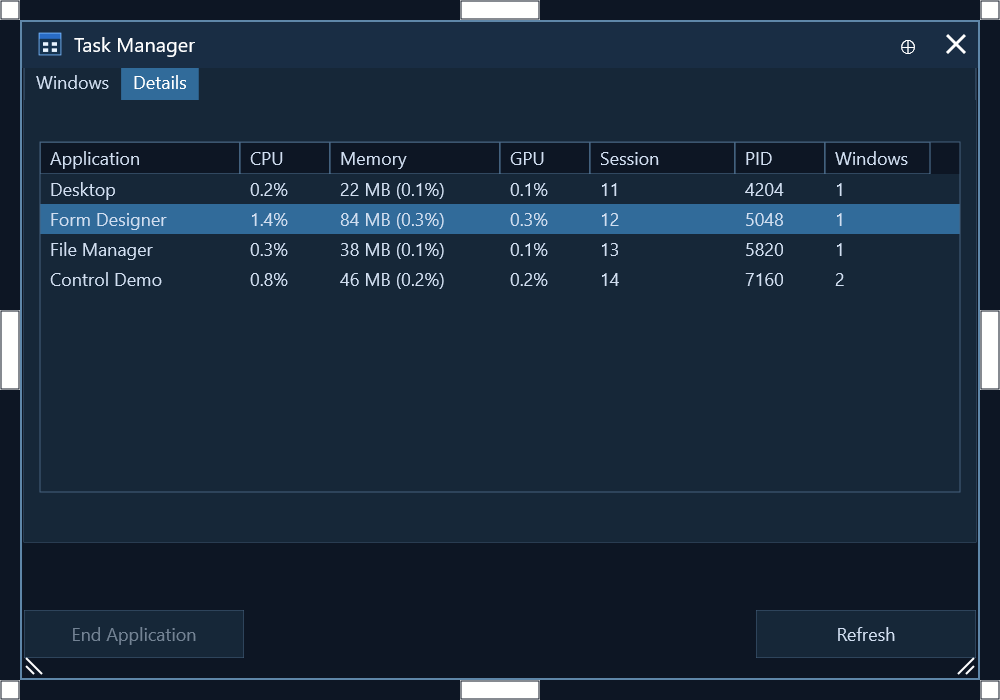 Task Manager
Windows Details
Application CPU Memory GPU Session PID Windows
Desktop 0.2% 22 MB (0.1%) 0.1% 11 4204 1
Form Designer 1.4% 84 MB (0.3%) 0.3% 12 5048 1
File Manager 0.3% 38 MB (0.1%) 0.1% 13 5820 1
Control Demo 0.8% 46 MB (0.2%) 0.2% 14 7160 2
End Application Refresh